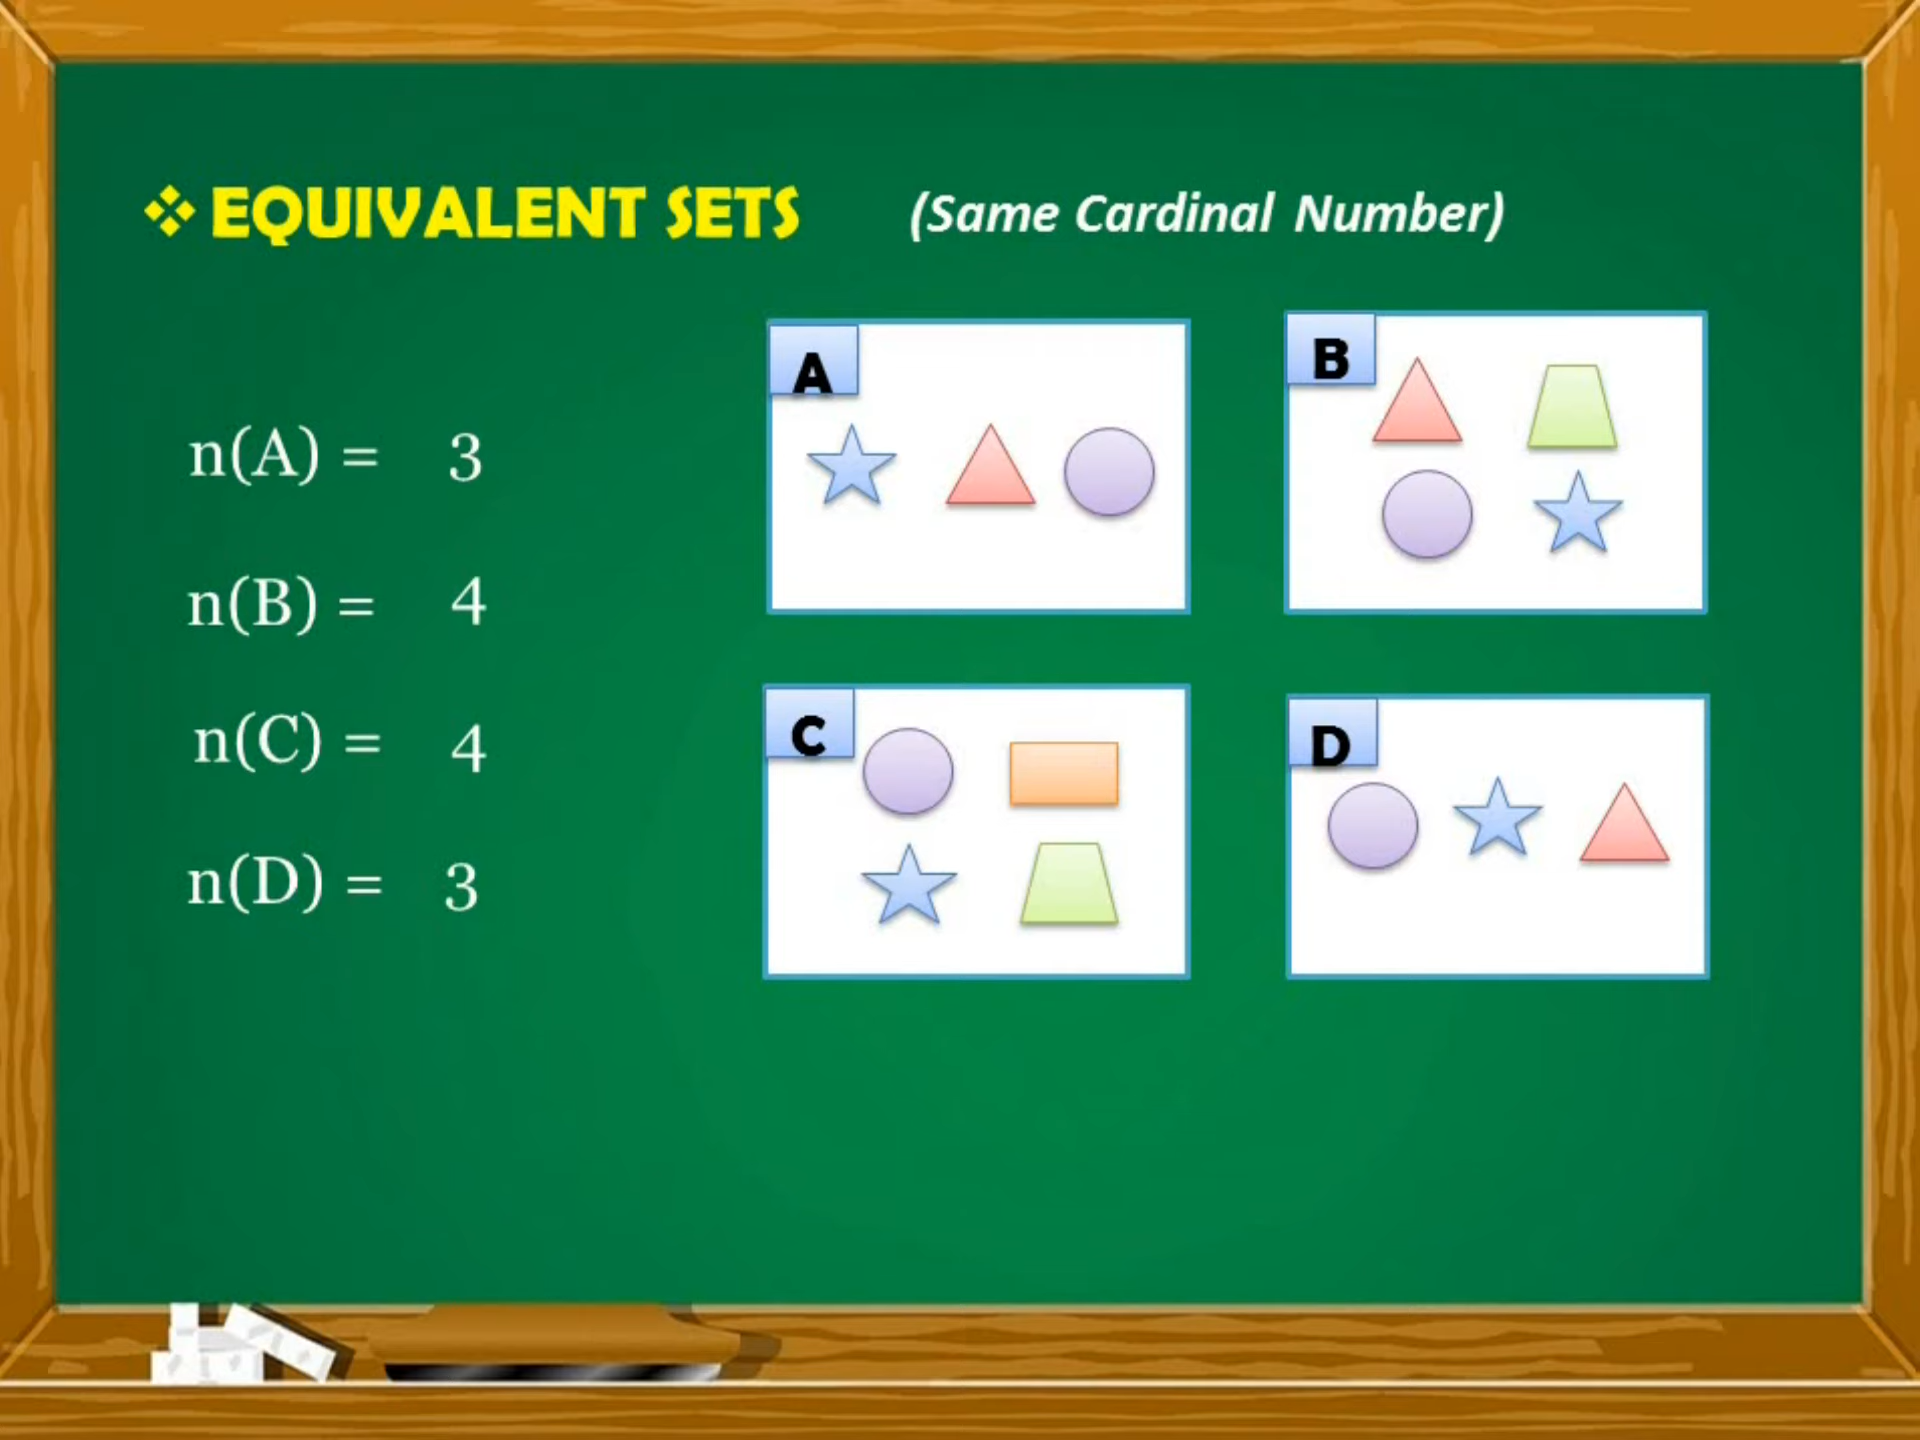 ❖ EQUIVALENT SETS (Same Cardinal Number)
n(A) = 3
n(B) = 4
n(C) = 4
n(D) = 3
A
B
C
D